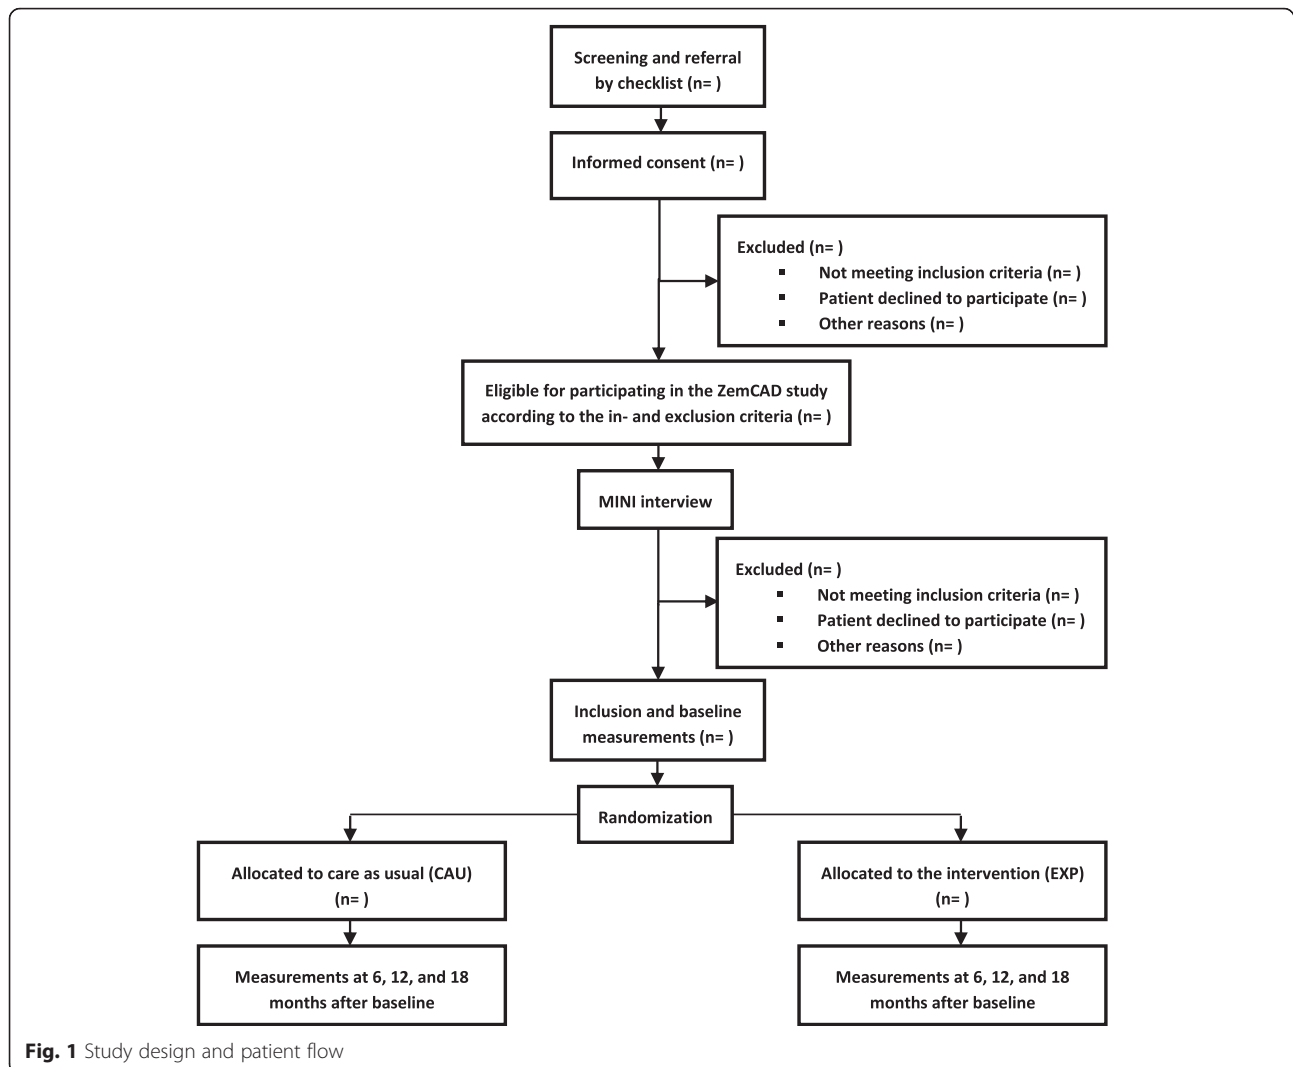 Screening and referral
by checklist (n= )
Informed consent (n= )
Excluded (n= )
▪ Not meeting inclusion criteria (n= )
▪ Patient declined to participate (n= )
▪ Other reasons (n= )
Eligible for participating in the ZemCAD study
according to the in- and exclusion criteria (n= )
MINI interview
Excluded (n= )
▪ Not meeting inclusion criteria (n= )
▪ Patient declined to participate (n= )
▪ Other reasons (n= )
Inclusion and baseline
measurements (n= )
Randomization
Allocated to care as usual (CAU)
(n= )
Allocated to the intervention (EXP)
(n= )
Measurements at 6, 12, and 18
months after baseline
Measurements at 6, 12, and 18
months after baseline
Fig. 1 Study design and patient flow